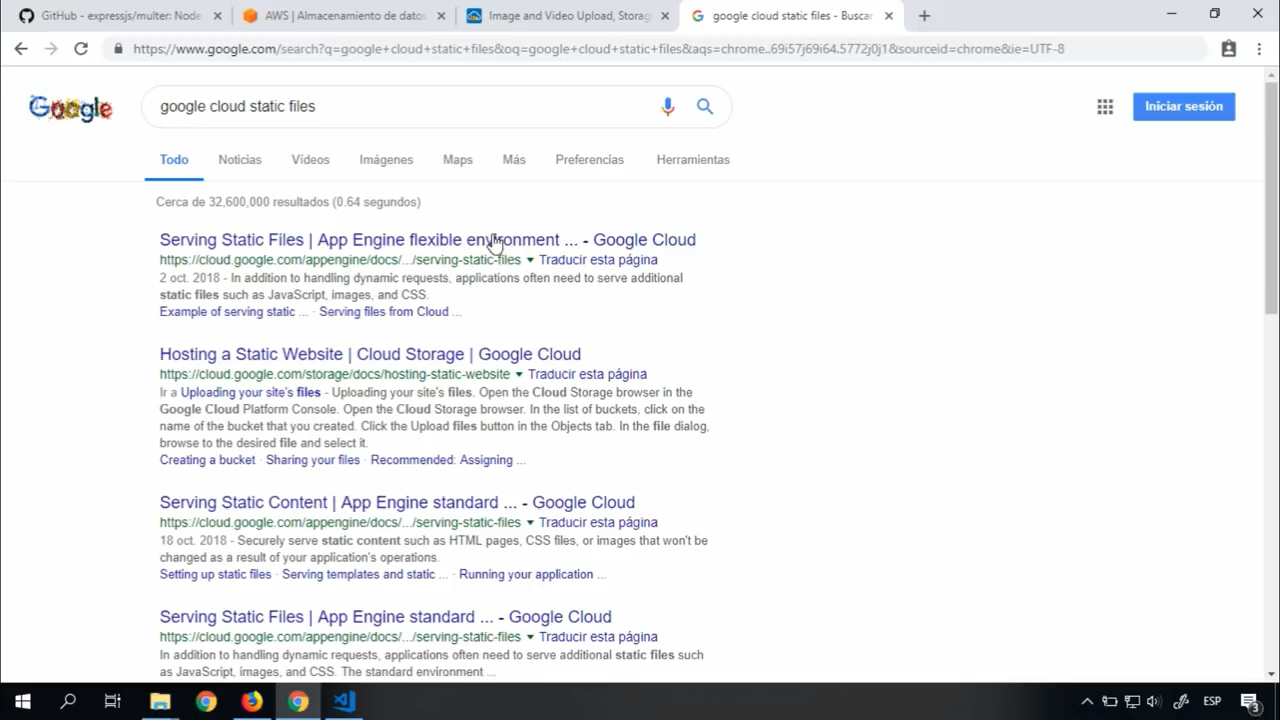 GitHub - expressjs/multer: Node.
AWS | Almacenamiento de datos
Image and Video Upload, Storag
google cloud static files - Buscar
https://www.google.com/search?q=google+cloud+static+files&oq=google+cloud+static+files&aqs=chrome..69i57j69i64.5772j0j1&sourceid=chrome&ie=UTF-8
Google
google cloud static files
Iniciar sesión
Todo
Noticias
Vídeos
Imágenes
Maps
Más
Preferencias
Herramientas
Cerca de 32,600,000 resultados (0.64 segundos)
Serving Static Files | App Engine flexible environment ... - Google Cloud
https://cloud.google.com/appengine/docs/.../serving-static-files ▼ Traducir esta página
2 oct. 2018 - In addition to handling dynamic requests, applications often need to serve additional
static files such as JavaScript, images, and CSS.
Example of serving static ... · Serving files from Cloud ...
Hosting a Static Website | Cloud Storage | Google Cloud
https://cloud.google.com/storage/docs/hosting-static-website ▼ Traducir esta página
Ir a Uploading your site's files - Uploading your site's files. Open the Cloud Storage browser in the
Google Cloud Platform Console. Open the Cloud Storage browser. In the list of buckets, click on the
name of the bucket that you created. Click the Upload files button in the Objects tab. In the file dialog,
browse to the desired file and select it.
Creating a bucket · Sharing your files · Recommended: Assigning ...
Serving Static Content | App Engine standard ... - Google Cloud
https://cloud.google.com/appengine/docs/.../serving-static-files ▼ Traducir esta página
18 oct. 2018 - Securely serve static content such as HTML pages, CSS files, or images that won't be
changed as a result of your application's operations.
Setting up static files · Serving templates and static ... · Running your application ...
Serving Static Files | App Engine standard ... - Google Cloud
https://cloud.google.com/appengine/docs/.../serving-static-files ▼ Traducir esta página
In addition to handling dynamic requests, applications often need to serve additional static files such
as JavaScript, images, and CSS. The standard environment ...
ESP
3